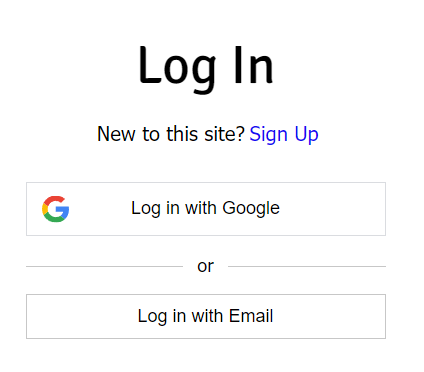 Log In
New to this site? Sign Up
Log in with Google
or
Log in with Email